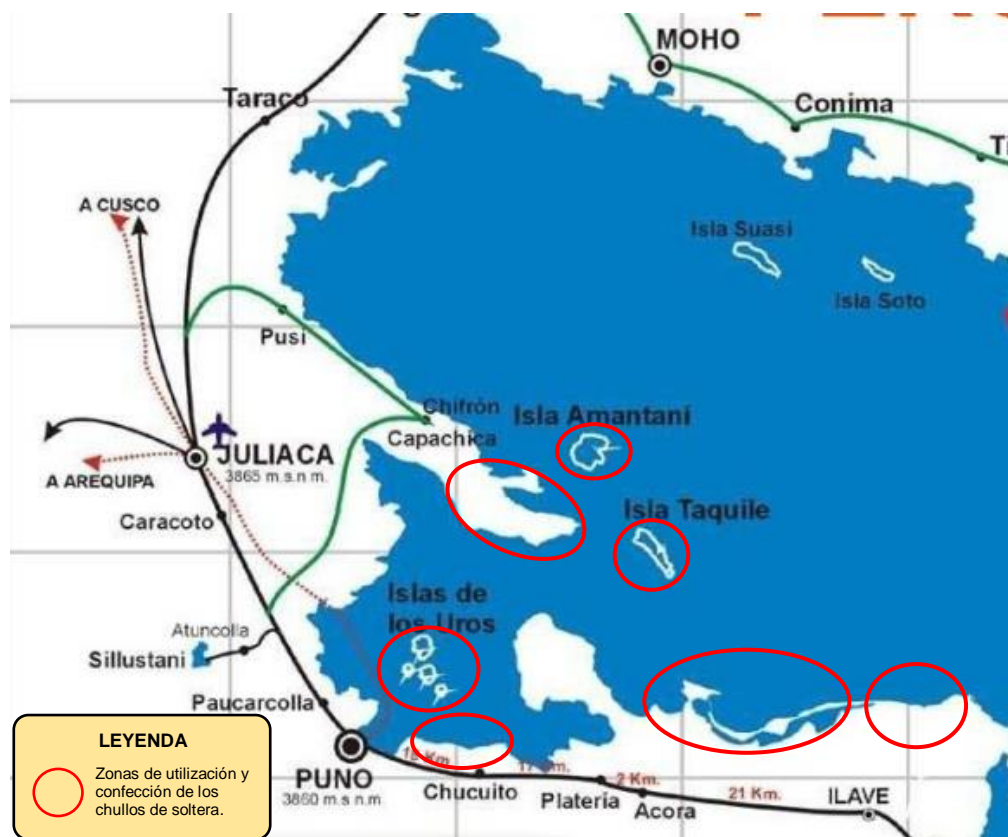 MOHO
Conima
Taraco
A CUSCO
Isla Suasi
Isla Soto
Pusi
Chifrón
Capachica
Isla Amantaní
JULIACA
3865 m.s.n m.
A AREQUIPA
Caracoto
Isla Taquile
Islas de
los Uros
Atuncolla
Sillustani
Paucarcolla
PUNO
3860 m.s.n.m
Chucuito
Platería
2 Km.
Acora
21 Km.
ILAVE
LEYENDA
Zonas de utilización y
confección de los
chullos de soltera.